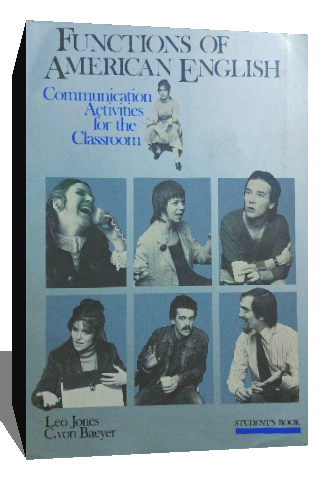 FUNCTIONS OF
AMERICAN ENGLISH
Communication
Activities
for the
Classroom
Leo Jones
C. von Baeyer
STUDENT'S BOOK